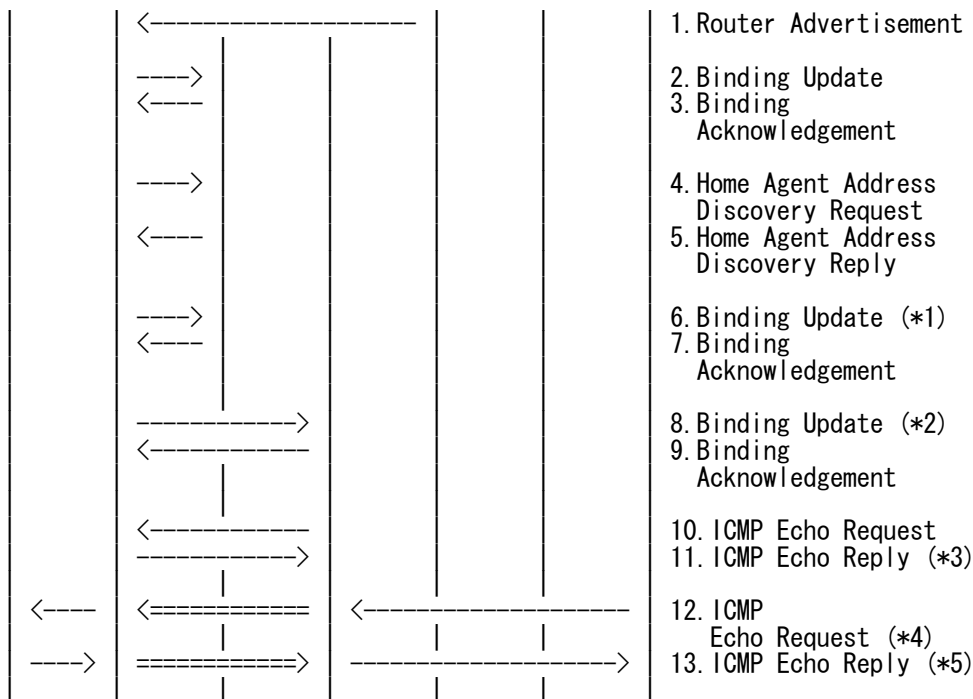 1.Router Advertisement
2.Binding Update
3.Binding
Acknowledgement
4.Home Agent Address
Discovery Request
5.Home Agent Address
Discovery Reply
6.Binding Update (*1)
7.Binding
Acknowledgement
8.Binding Update (*2)
9.Binding
Acknowledgement
10.ICMP Echo Request
11.ICMP Echo Reply (*3)
12.ICMP
Echo Request (*4)
13.ICMP Echo Reply (*5)